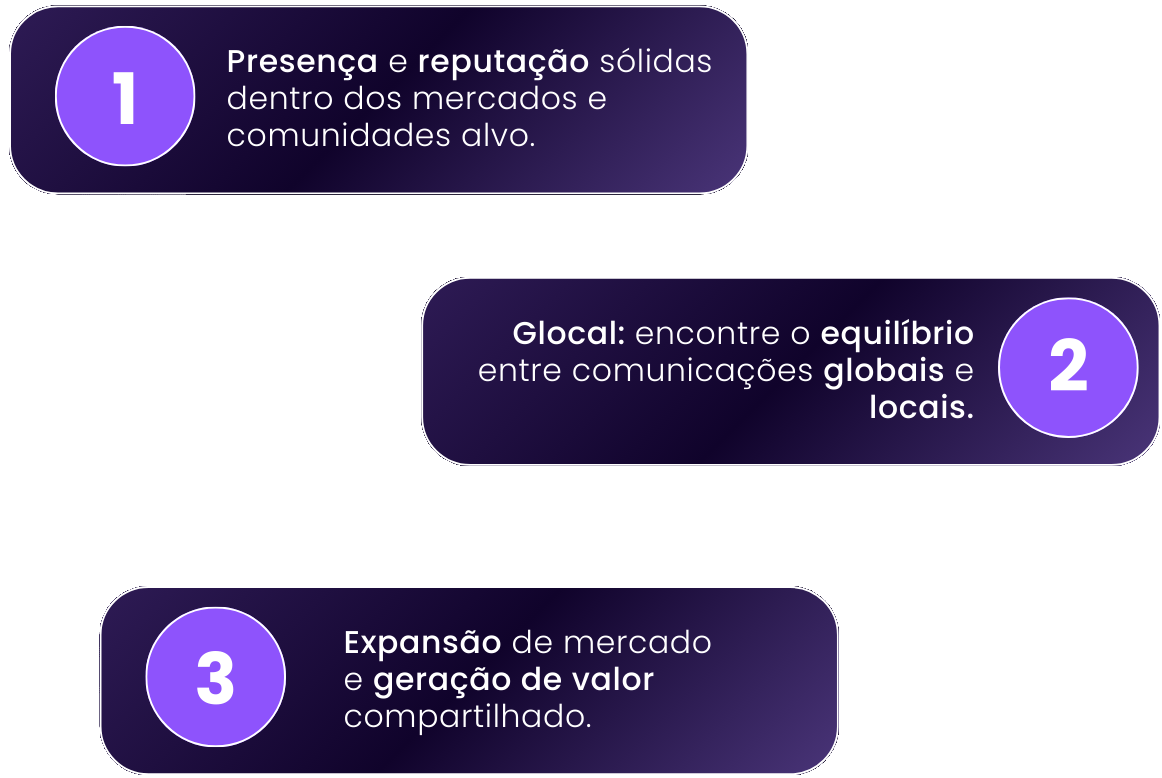 1
Presença e reputação sólidas
dentro dos mercados e
comunidades alvo.
Glocal: encontre o equilíbrio
entre comunicações globais e
locais.
2
3
Expansão de mercado
e geração de valor
compartilhado.